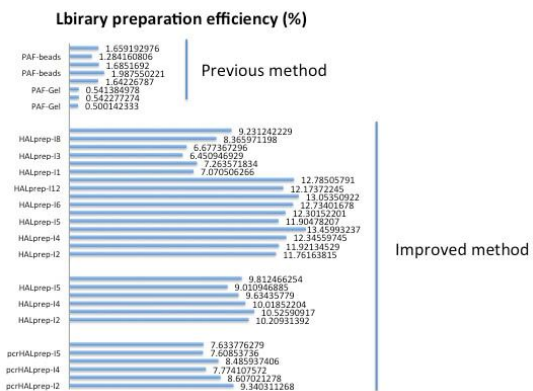 Lbirary preparation efficiency (%)
1.659192976
PAF-beads 1.284160806
1.6851692
PAF-beads 1.987550221
1.64226787
PAF-Gel 0.541384978
0.542277274
PAF-Gel 0.500142333
Previous method
9.231242229
HALprep-I8 8.365971198
6.677367296
HALprep-I3 6.450946929
7.263571834
HALprep-I1 7.070506266
12.78505791
HALprep-I12 12.17372245
13.05350922
HALprep-I6 12.73401678
12.30152201
HALprep-I5 11.90478207
13.45993237
HALprep-I4 12.34559745
11.92134529
HALprep-I2 11.76163815
Improved method
9.812466254
HALprep-I5 9.010946885
9.63435779
HALprep-I4 10.01852204
10.52590917
HALprep-I2 10.20931392
7.633776279
pcrHALprep-I5 7.60853736
8.485937406
pcrHALprep-I4 7.774107572
8.607021278
pcrHALprep-I2 9.340311268